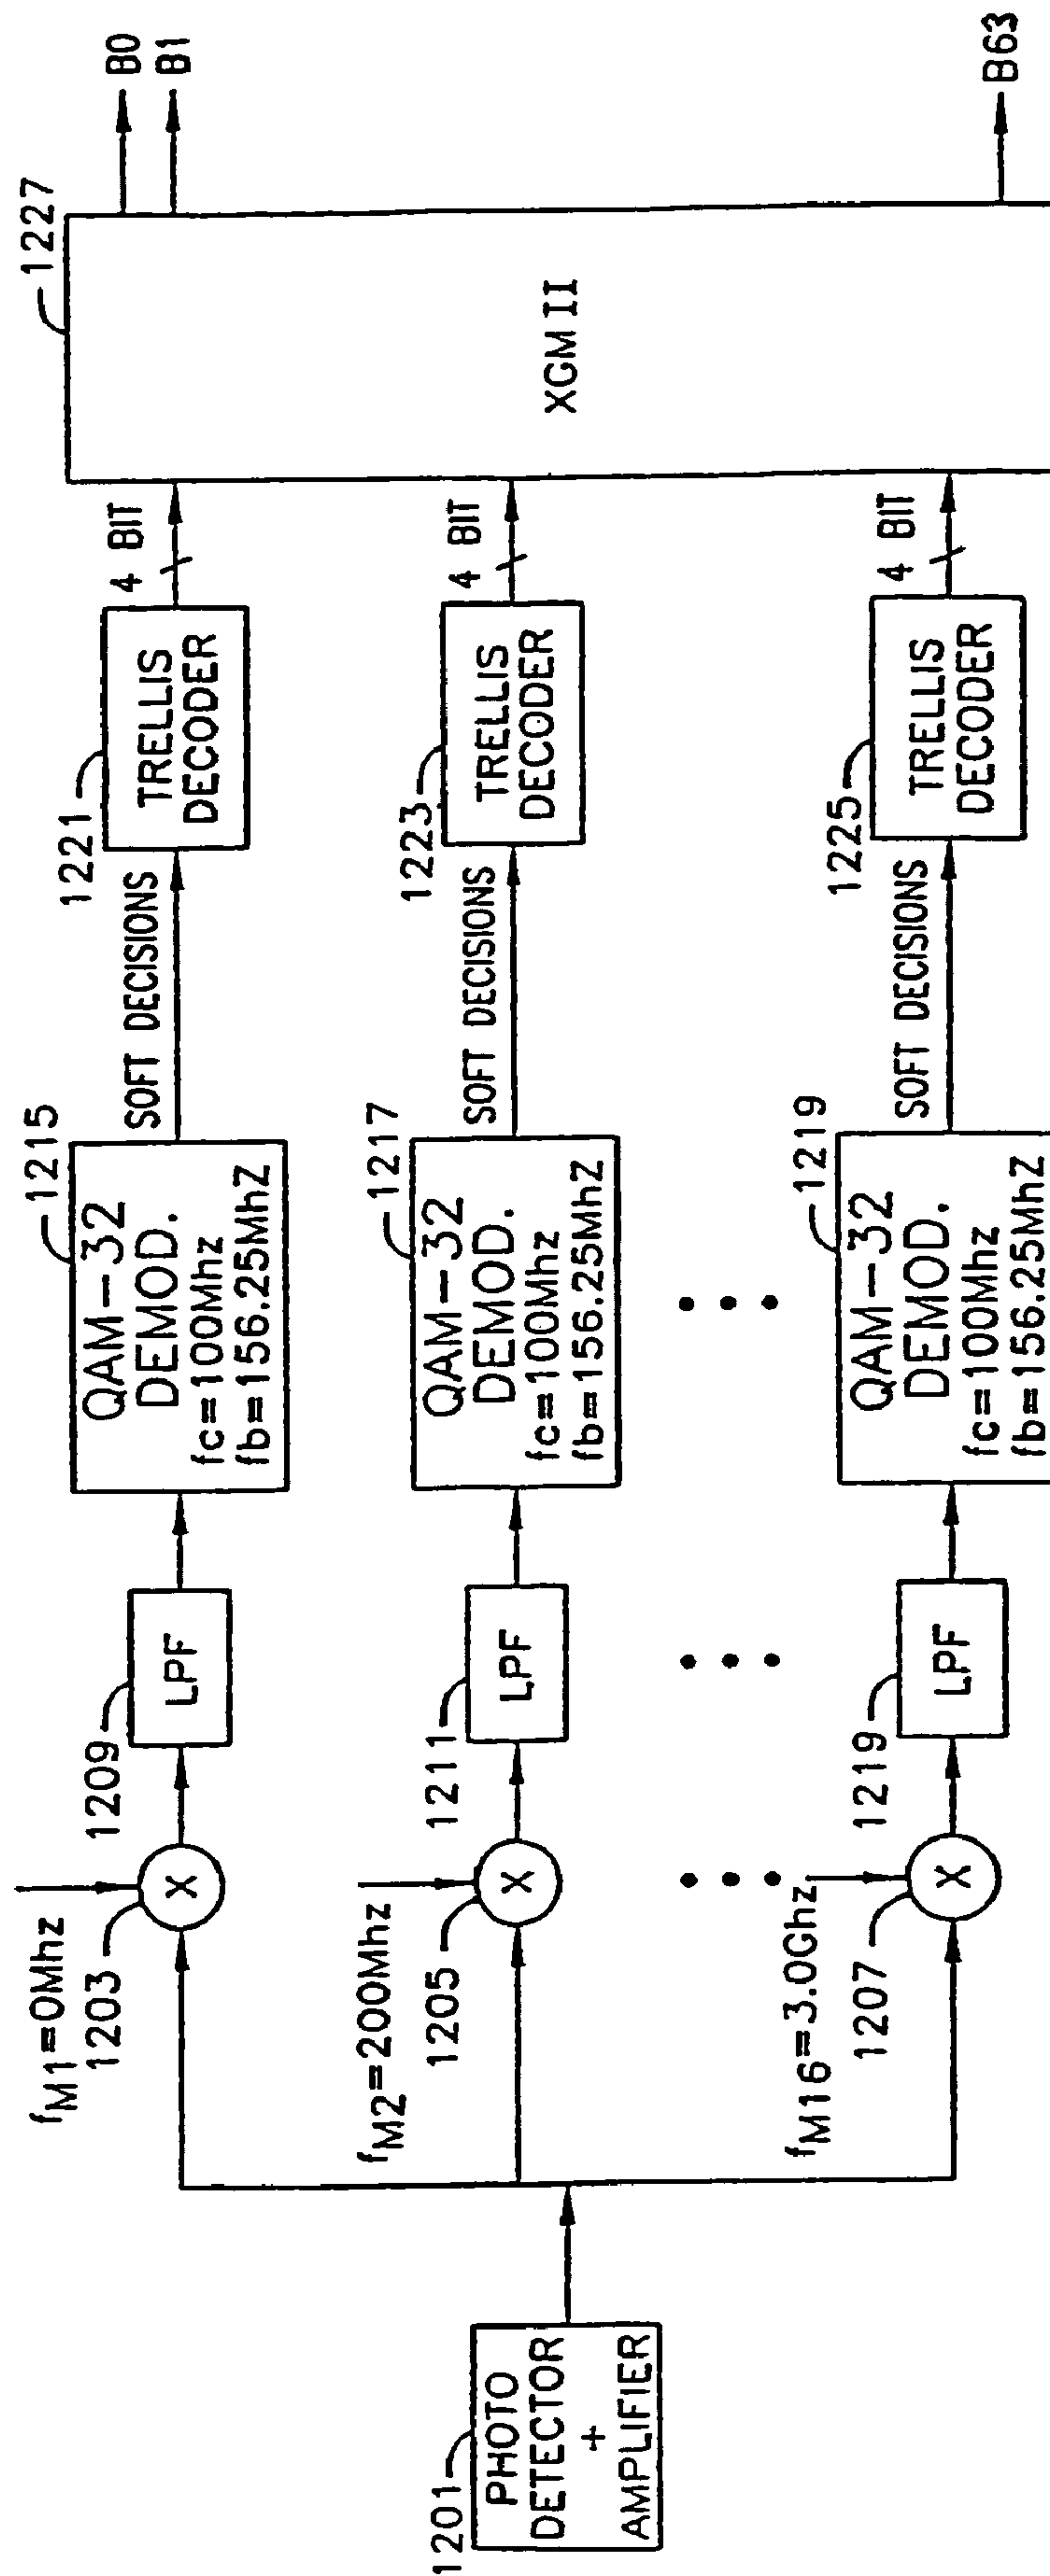 1201
PHOTO
DETECTOR
+
AMPLIFIER
fM1=0Mhz
1203
X
1209
LPF
1215
QAM-32
DEMOD.
fc=100Mhz
fb=156.25MhZ
SOFT DECISIONS
1221
TRELLIS
DECODER
4 BIT
fM2=200Mhz
1205
X
1211
LPF
1217
QAM-32
DEMOD.
fc=100Mhz
fb=156.25MhZ
SOFT DECISIONS
1223
TRELLIS
DECODER
4 BIT
fM16=3.0Ghz
1207
X
1219
LPF
1219
QAM-32
DEMOD.
fc=100Mhz
fb=156.25MhZ
SOFT DECISIONS
1225
TRELLIS
DECODER
4 BIT
1227
XGM II
B0
B1
B63